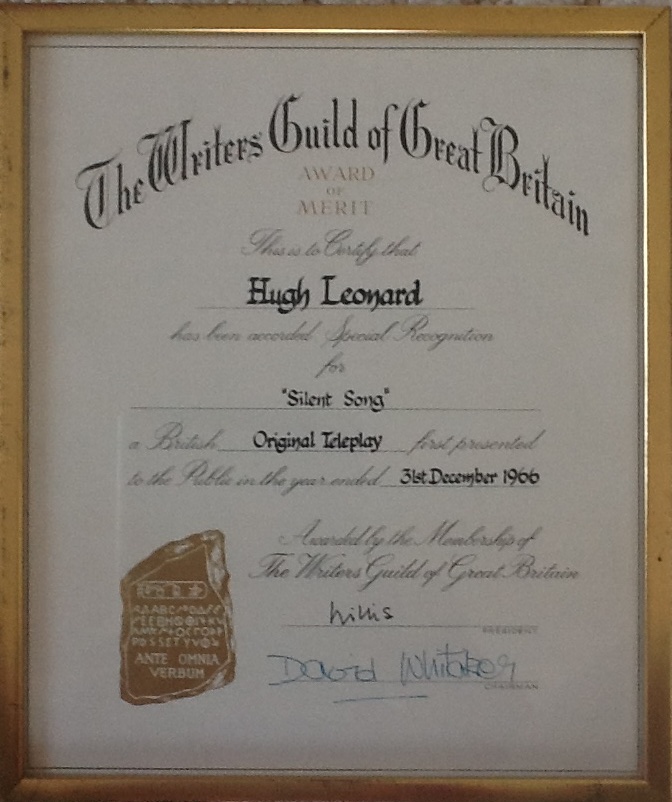 The Writers Guild of Great Britain
AWARD
OF
MERIT
This is to Certify that
Hugh Leonard
has been accorded Special Recognition
for
"Silent Song"
a British Original Teleplay first presented
to the Public in the year ended 31st December 1966
Awarded by the Membership of
The Writers Guild of Great Britain
Willis
PRESIDENT
David Whitaker
CHAIRMAN
ANTE OMNIA
VERBUM